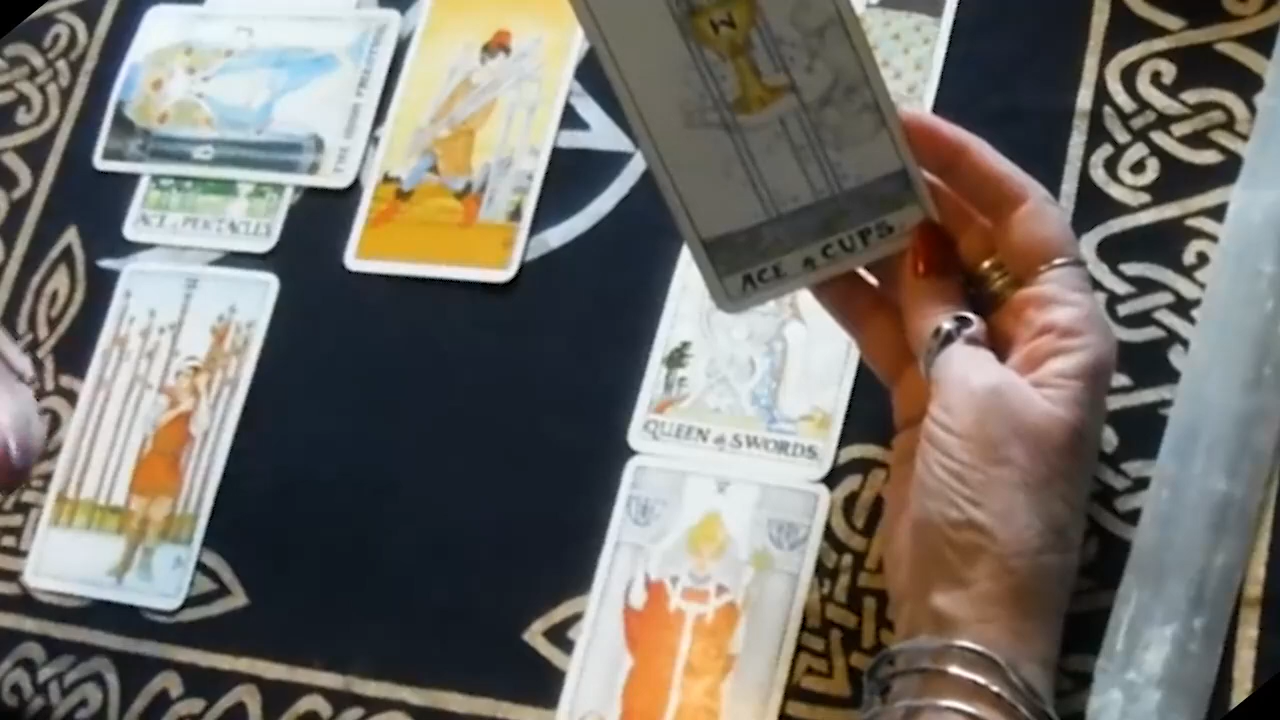 THE HIGH PRIESTESS
ACE of PENTACLES
ACE of CUPS.
QUEEN of SWORDS.